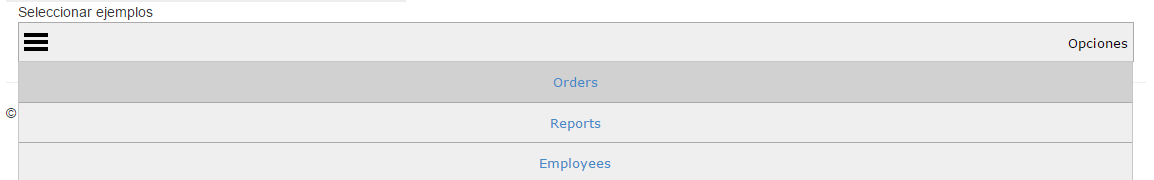 Seleccionar ejemplos
Opciones
Orders
©
Reports
Employees